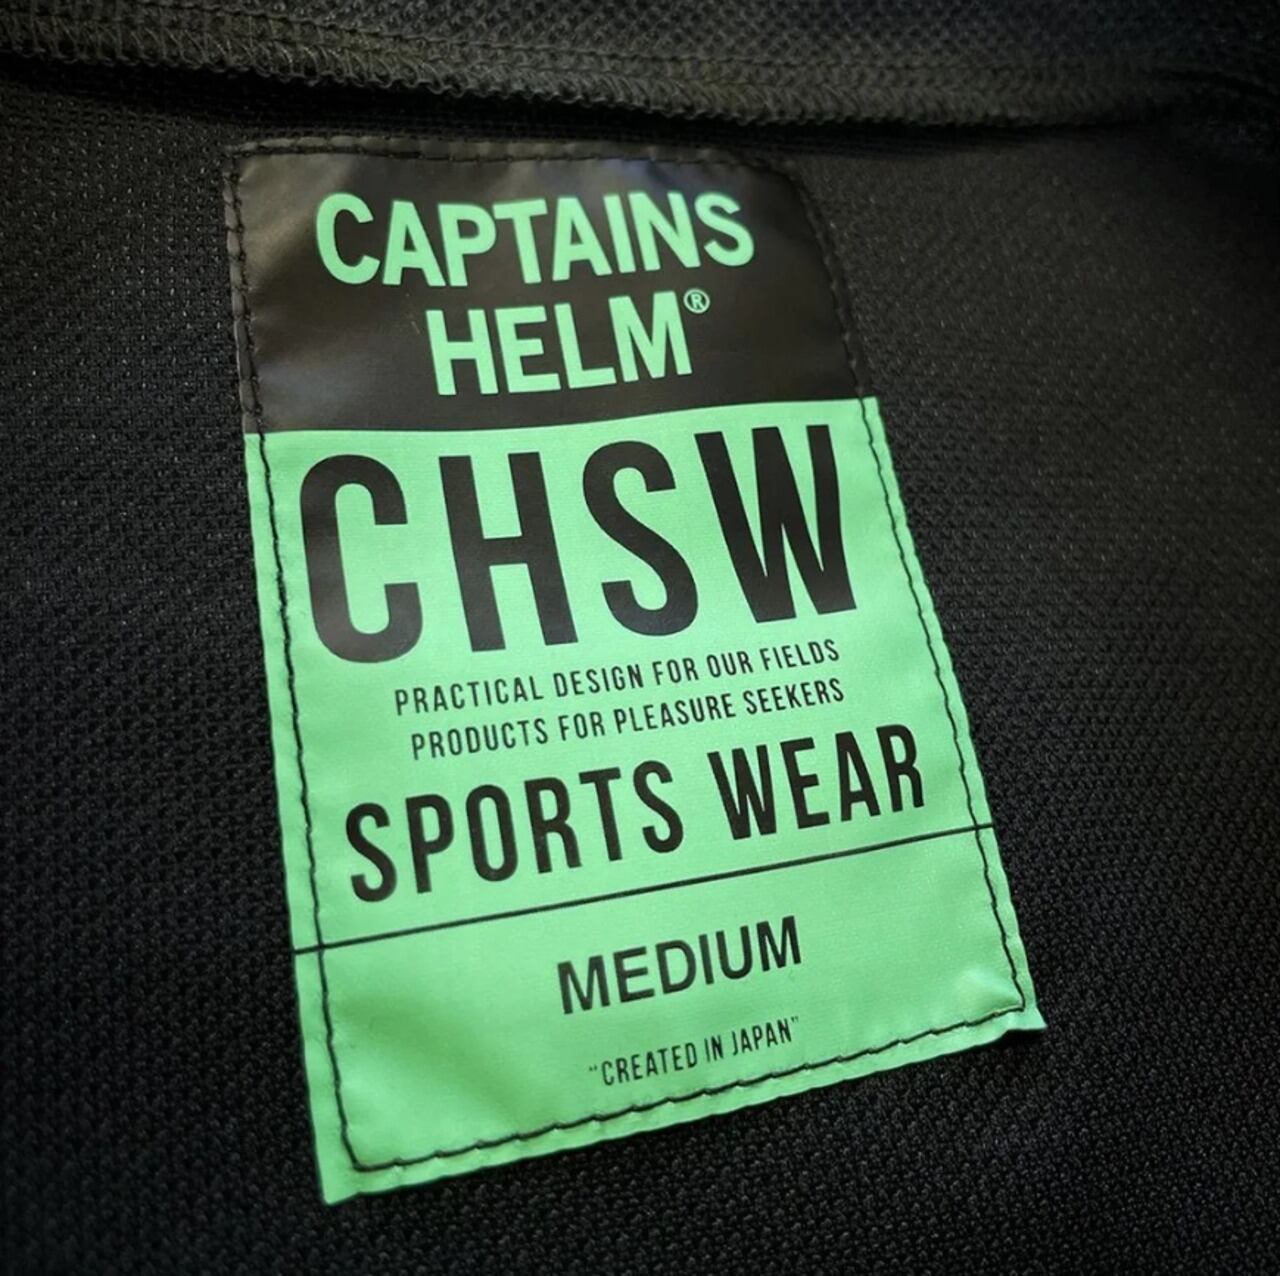 CAPTAINS
HELM®
CHSW
PRACTICAL DESIGN FOR OUR FIELDS
PRODUCTS FOR PLEASURE SEEKERS
SPORTS WEAR
MEDIUM
"CREATED IN JAPAN"